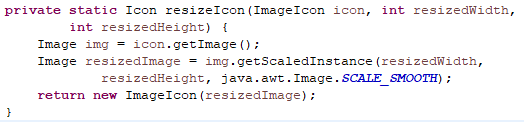 private static Icon resizeIcon(ImageIcon icon, int resizedWidth,
        int resizedHeight) {
    Image img = icon.getImage();
    Image resizedImage = img.getScaledInstance(resizedWidth,
            resizedHeight, java.awt.Image.SCALE_SMOOTH);
    return new ImageIcon(resizedImage);
}